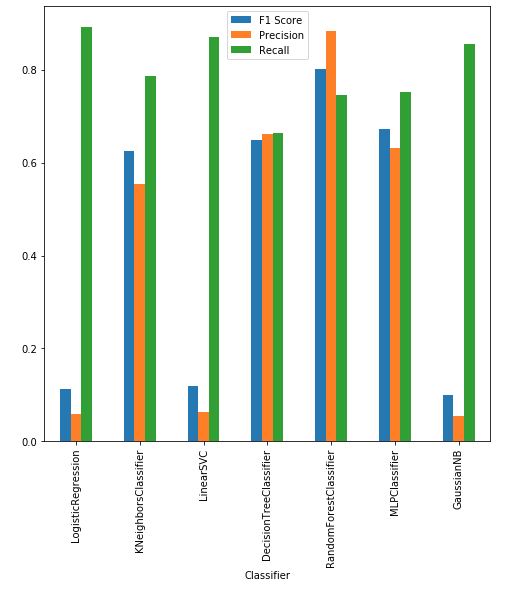 F1 Score
Precision
Recall
0.8
0.6
0.4
0.2
0.0
LogisticRegression
KNeighborsClassifier
LinearSVC
DecisionTreeClassifier
RandomForestClassifier
MLPClassifier
GaussianNB
Classifier